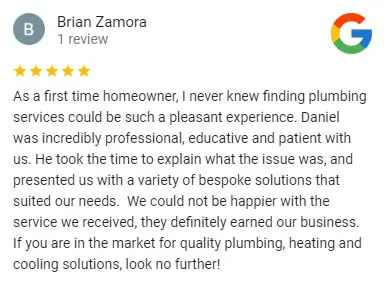 B
Brian Zamora
1 review
As a first time homeowner, I never knew finding plumbing
services could be such a pleasant experience. Daniel
was incredibly professional, educative and patient with
us. He took the time to explain what the issue was, and
presented us with a variety of bespoke solutions that
suited our needs.  We could not be happier with the
service we received, they definitely earned our business.
If you are in the market for quality plumbing, heating and
cooling solutions, look no further!